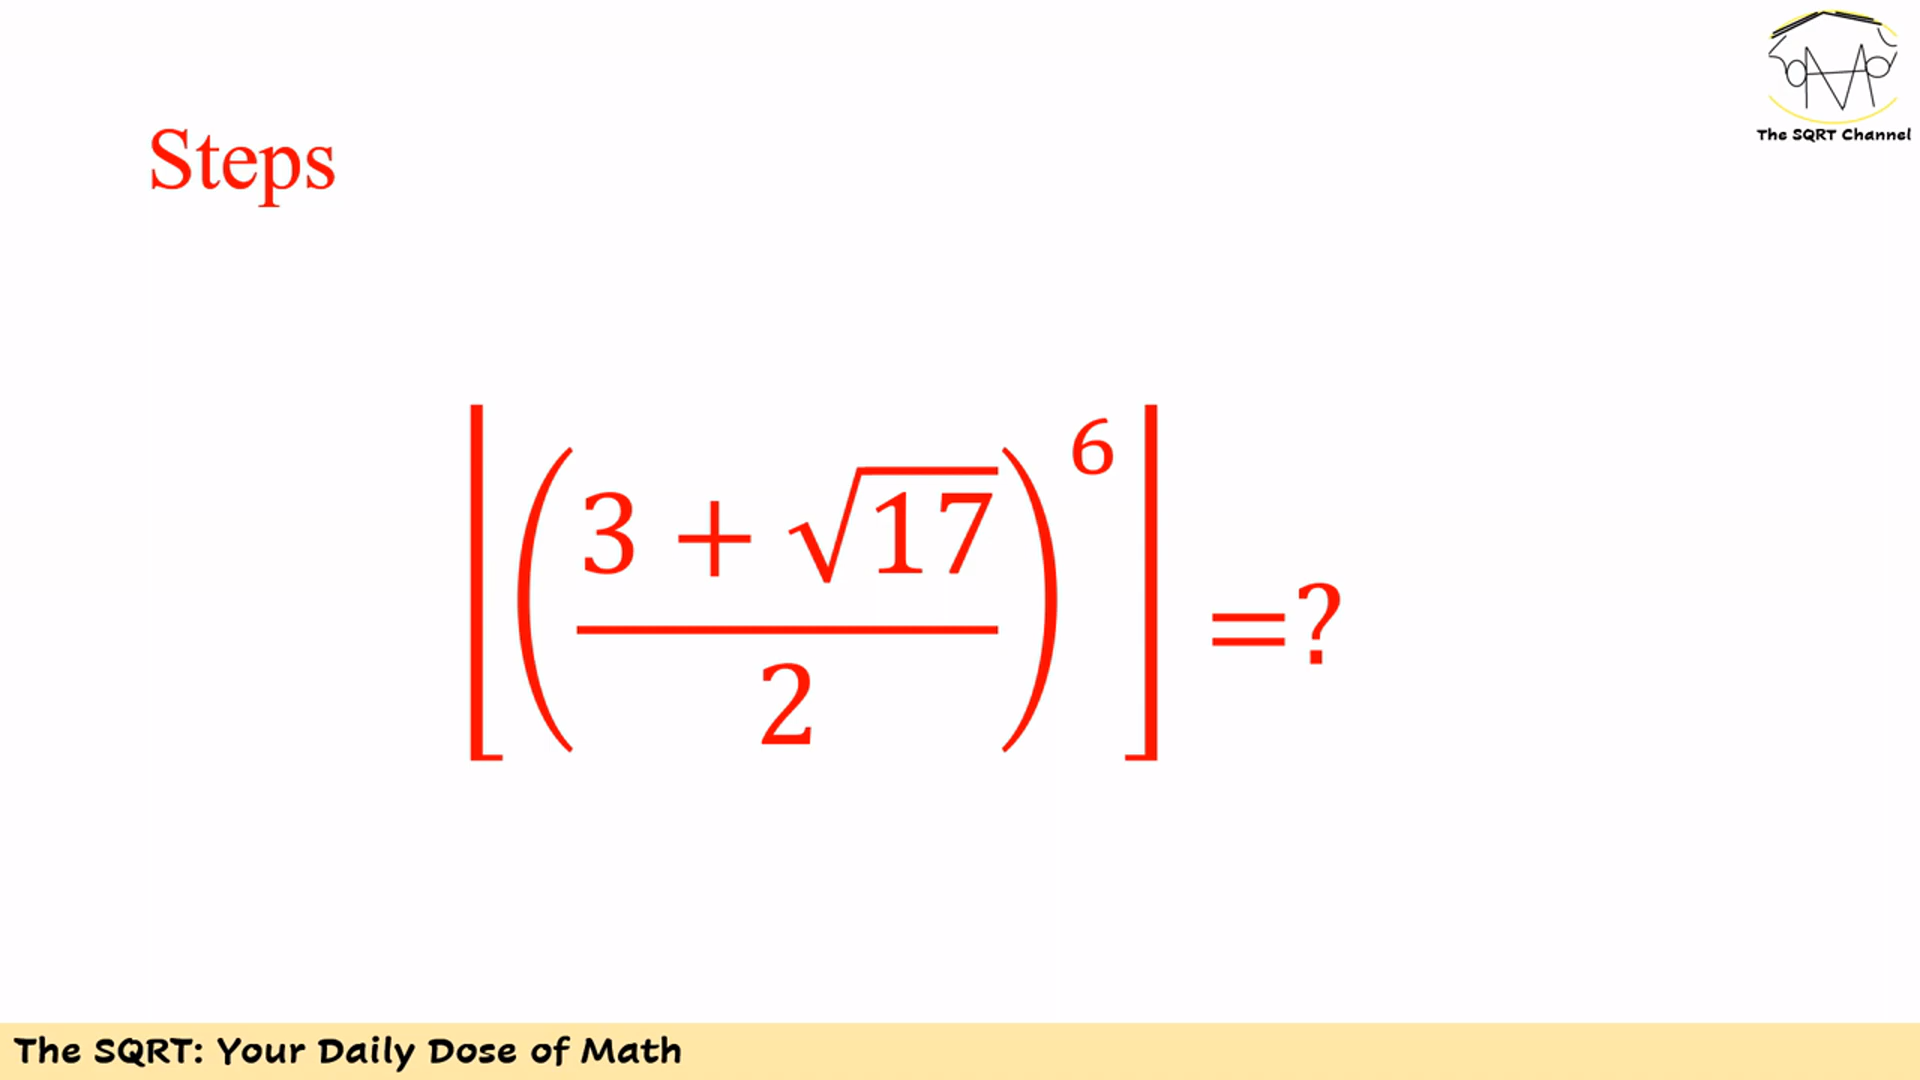 The SQRT Channel
Steps
⌊((3 + √17)/2)^6⌋ =?
The SQRT: Your Daily Dose of Math